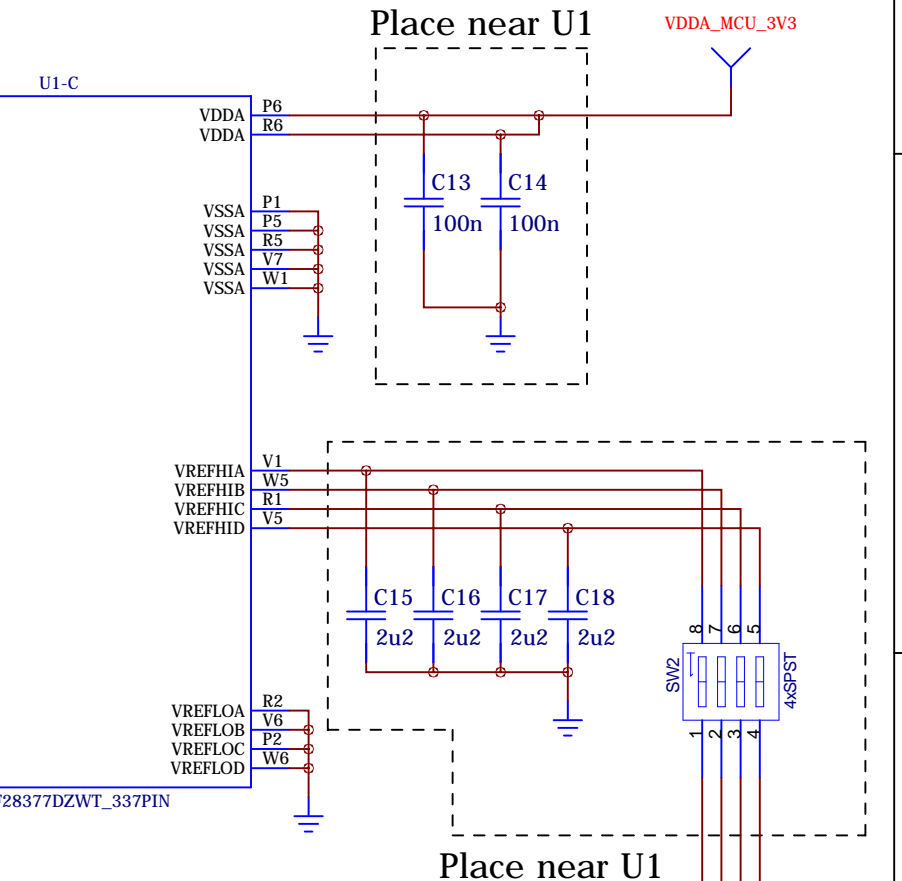 Place near U1
VDDA_MCU_3V3
U1-C
VDDA P6
VDDA R6
C13 C14
100n 100n
VSSA P1
VSSA P5
VSSA R5
VSSA V7
VSSA W1
VREFHIA V1
VREFHIB W5
VREFHIC R1
VREFHID V5
C15 C16 C17 C18
2u2 2u2 2u2 2u2
8 7 6 5
SW2
4xSPST
1 2 3 4
VREFLOA R2
VREFLOB V6
VREFLOC P2
VREFLOD W6
F28377DZWT_337PIN
Place near U1